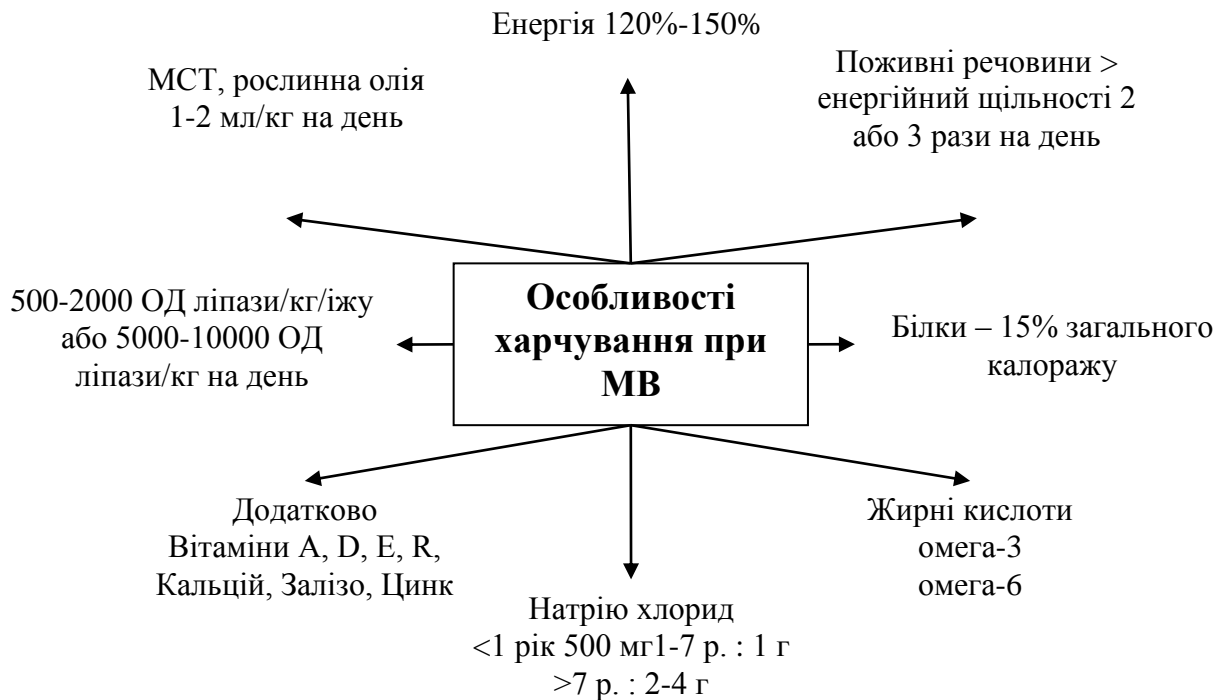 Енергія 120%-150%
МСТ, рослинна олія
1-2 мл/кг на день
Поживні речовини >
енергійний щільності 2
або 3 рази на день
500-2000 ОД ліпази/кг/їжу
або 5000-10000 ОД
ліпази/кг на день
Особливості
харчування при
МВ
Білки – 15% загального
калоражу
Додатково
Вітаміни А, D, E, R,
Кальцій, Залізо, Цинк
Натрію хлорид
<1 рік 500 мг1-7 р. : 1 г
>7 р. : 2-4 г
Жирні кислоти
омега-3
омега-6